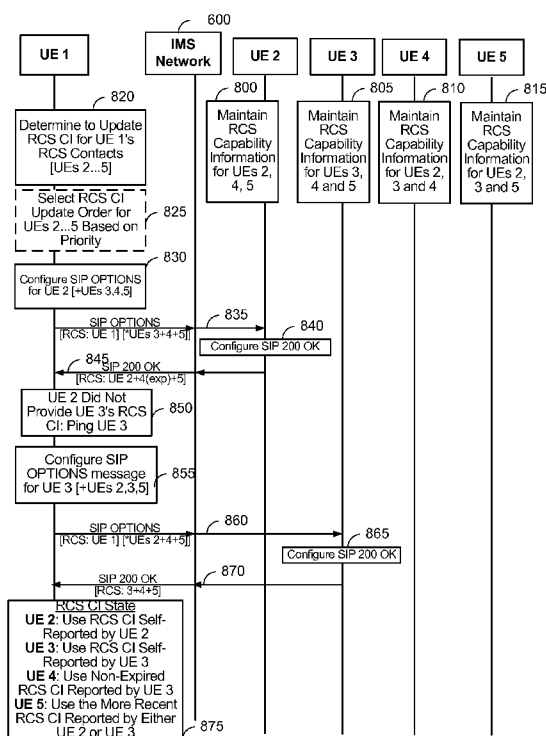 600
UE 1
IMS
Network
UE 2
UE 3
UE 4
UE 5
820
800
805
810
815
Determine to Update
RCS CI for UE 1's
RCS Contacts
[UEs 2...5]
Maintain
RCS
Capability
Information
for UEs 2,
4, 5
Maintain
RCS
Capability
Information
for UEs 3,
4 and 5
Maintain
RCS
Capability
Information
for UEs 2,
3 and 4
Maintain
RCS
Capability
Information
for UEs 2,
3 and 5
Select RCS CI
Update Order for
UEs 2...5 Based on
Priority
825
830
Configure SIP OPTIONS
for UE 2 [+UEs 3,4,5]
SIP OPTIONS
[RCS: UE 1] [*UEs 3+4+5]]
835
840
Configure SIP 200 OK
845
SIP 200 OK
[RCS: UE 2+4(exp)+5]
UE 2 Did Not
Provide UE 3's RCS
CI: Ping UE 3
850
Configure SIP
OPTIONS message
for UE 3 [+UEs 2,3,5]
855
SIP OPTIONS
[RCS: UE 1] [*UEs 2+4+5]]
860
865
Configure SIP 200 OK
870
SIP 200 OK
[RCS: 3+4+5]
RCS CI State
UE 2: Use RCS CI Self-
Reported by UE 2
UE 3: Use RCS CI Self-
Reported by UE 3
UE 4: Use Non-Expired
RCS CI Reported by UE 3
UE 5: Use the More Recent
RCS CI Reported by Either
UE 2 or UE 3
875